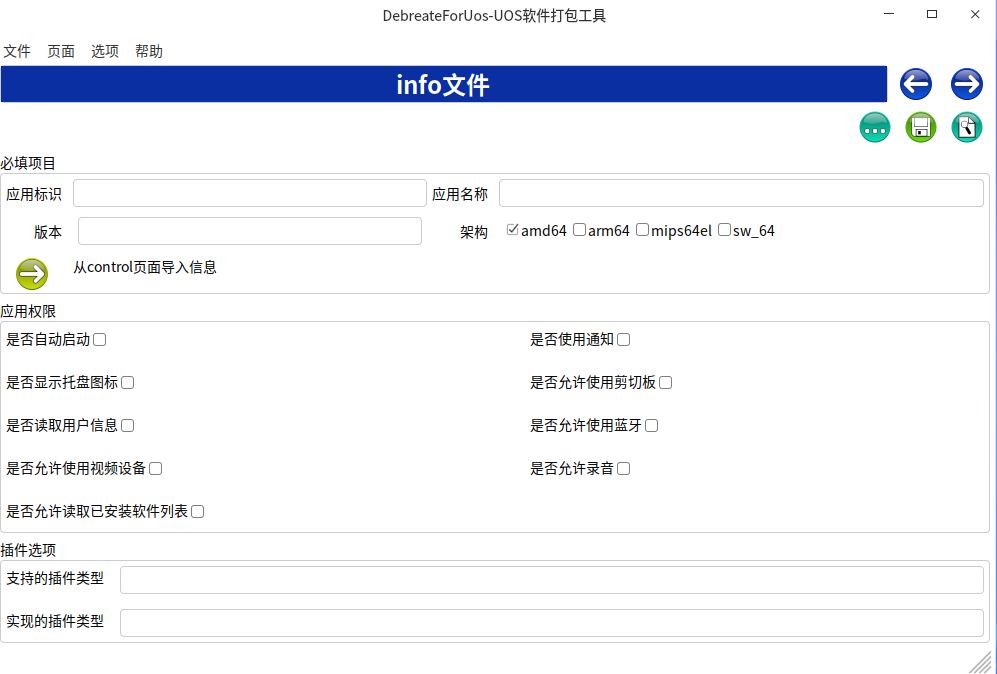 DebreateForUos-UOS软件打包工具
文件 页面 选项 帮助
info文件
必填项目
应用标识 应用名称
版本 架构 amd64 arm64 mips64el sw_64
从control页面导入信息
应用权限
是否自动启动 是否使用通知
是否显示托盘图标 是否允许使用剪切板
是否读取用户信息 是否允许使用蓝牙
是否允许使用视频设备 是否允许录音
是否允许读取已安装软件列表
插件选项
支持的插件类型
实现的插件类型